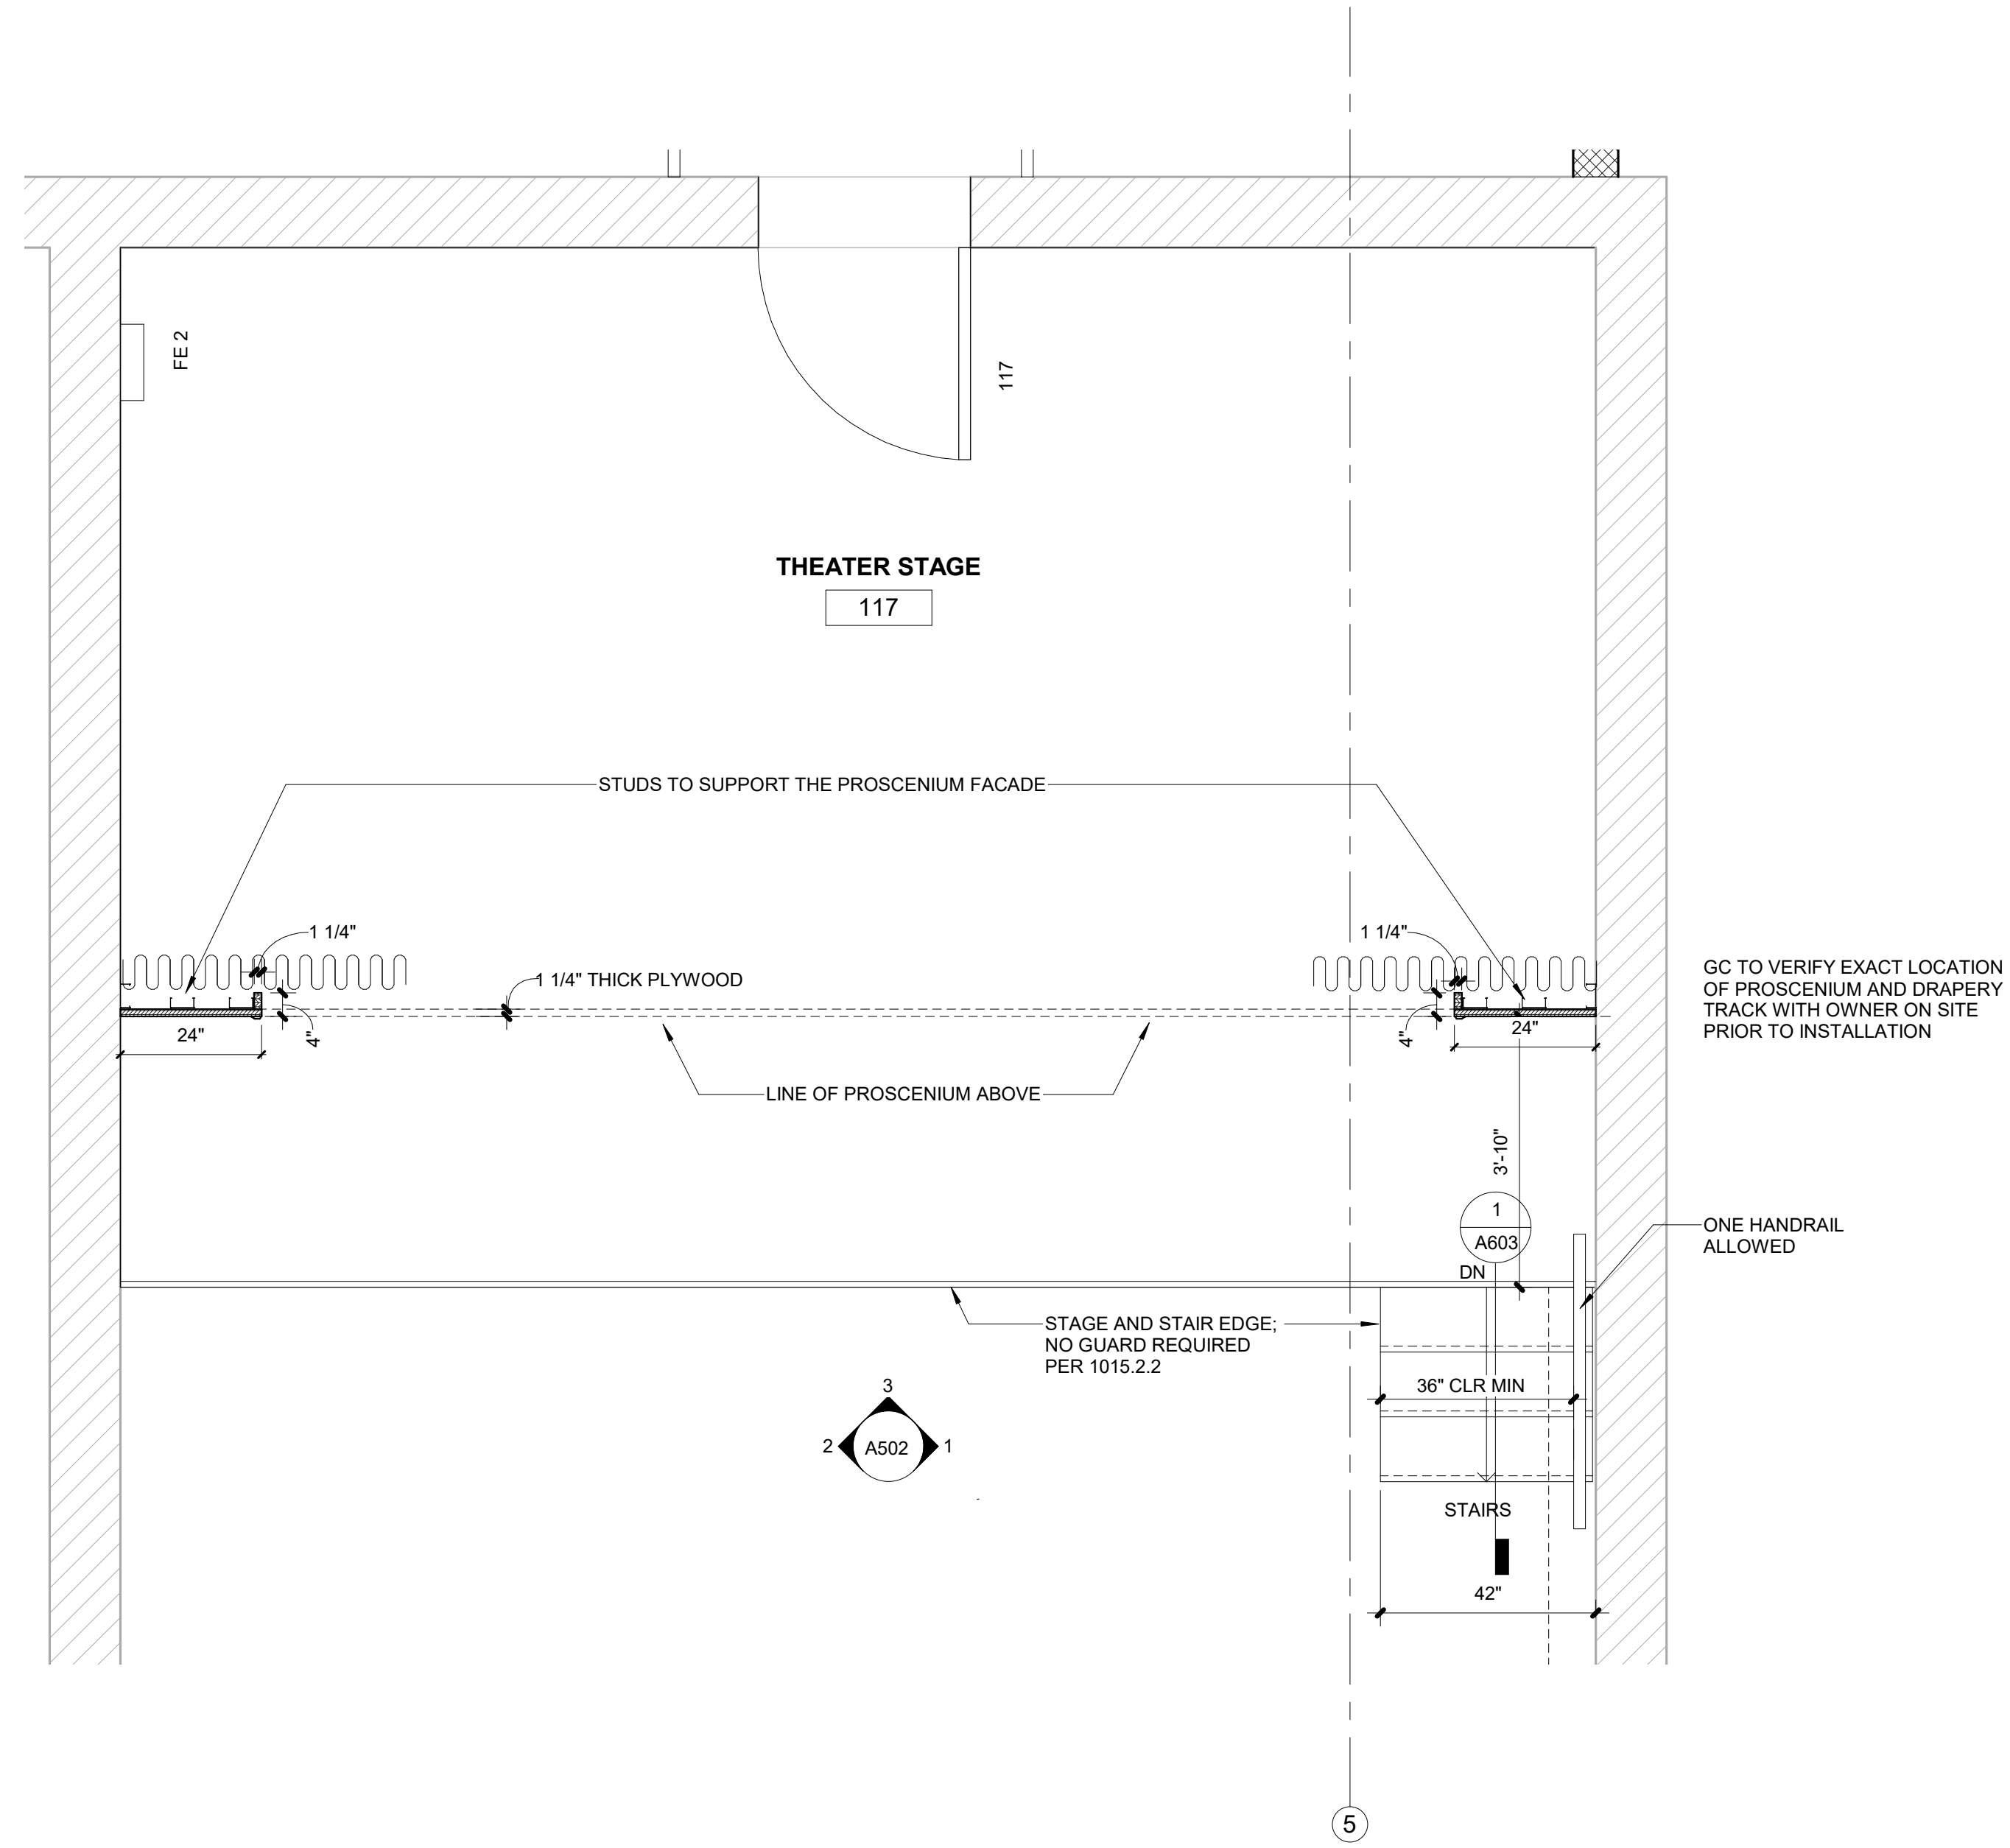 FE 2
117
THEATER STAGE
117
STUDS TO SUPPORT THE PROSCENIUM FACADE
1 1/4"
1 1/4"
1 1/4" THICK PLYWOOD
GC TO VERIFY EXACT LOCATION
OF PROSCENIUM AND DRAPERY
TRACK WITH OWNER ON SITE
PRIOR TO INSTALLATION
24"
4"
4"
24"
LINE OF PROSCENIUM ABOVE
3'-10"
1
A603
ONE HANDRAIL
ALLOWED
DN
STAGE AND STAIR EDGE;
NO GUARD REQUIRED
PER 1015.2.2
36" CLR MIN
3
2
A502
1
STAIRS
42"
5